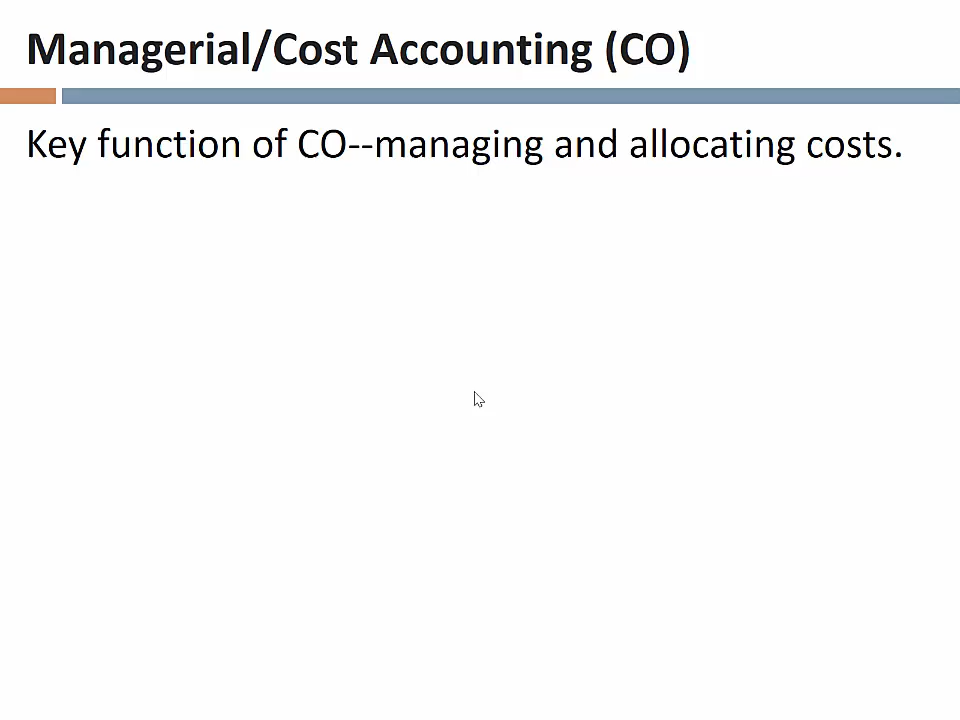 Managerial/Cost Accounting (CO)
Key function of CO--managing and allocating costs.